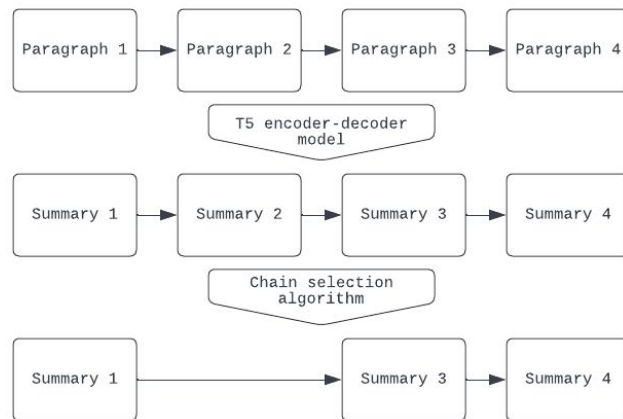 Paragraph 1
Paragraph 2
Paragraph 3
Paragraph 4
T5 encoder-decoder
model
Summary 1
Summary 2
Summary 3
Summary 4
Chain selection
algorithm
Summary 1
Summary 3
Summary 4